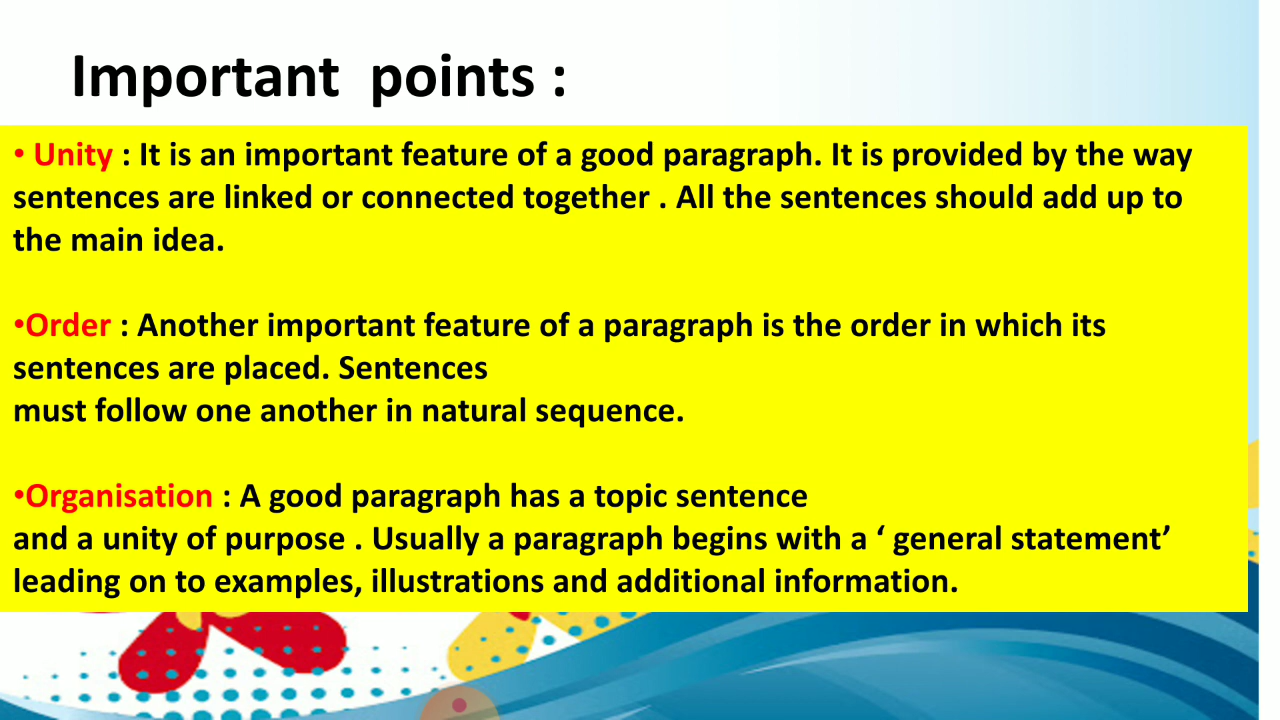 Important  points :
• Unity : It is an important feature of a good paragraph. It is provided by the way
sentences are linked or connected together . All the sentences should add up to
the main idea.
•Order : Another important feature of a paragraph is the order in which its
sentences are placed. Sentences
must follow one another in natural sequence.
•Organisation : A good paragraph has a topic sentence
and a unity of purpose . Usually a paragraph begins with a ‘ general statement’
leading on to examples, illustrations and additional information.